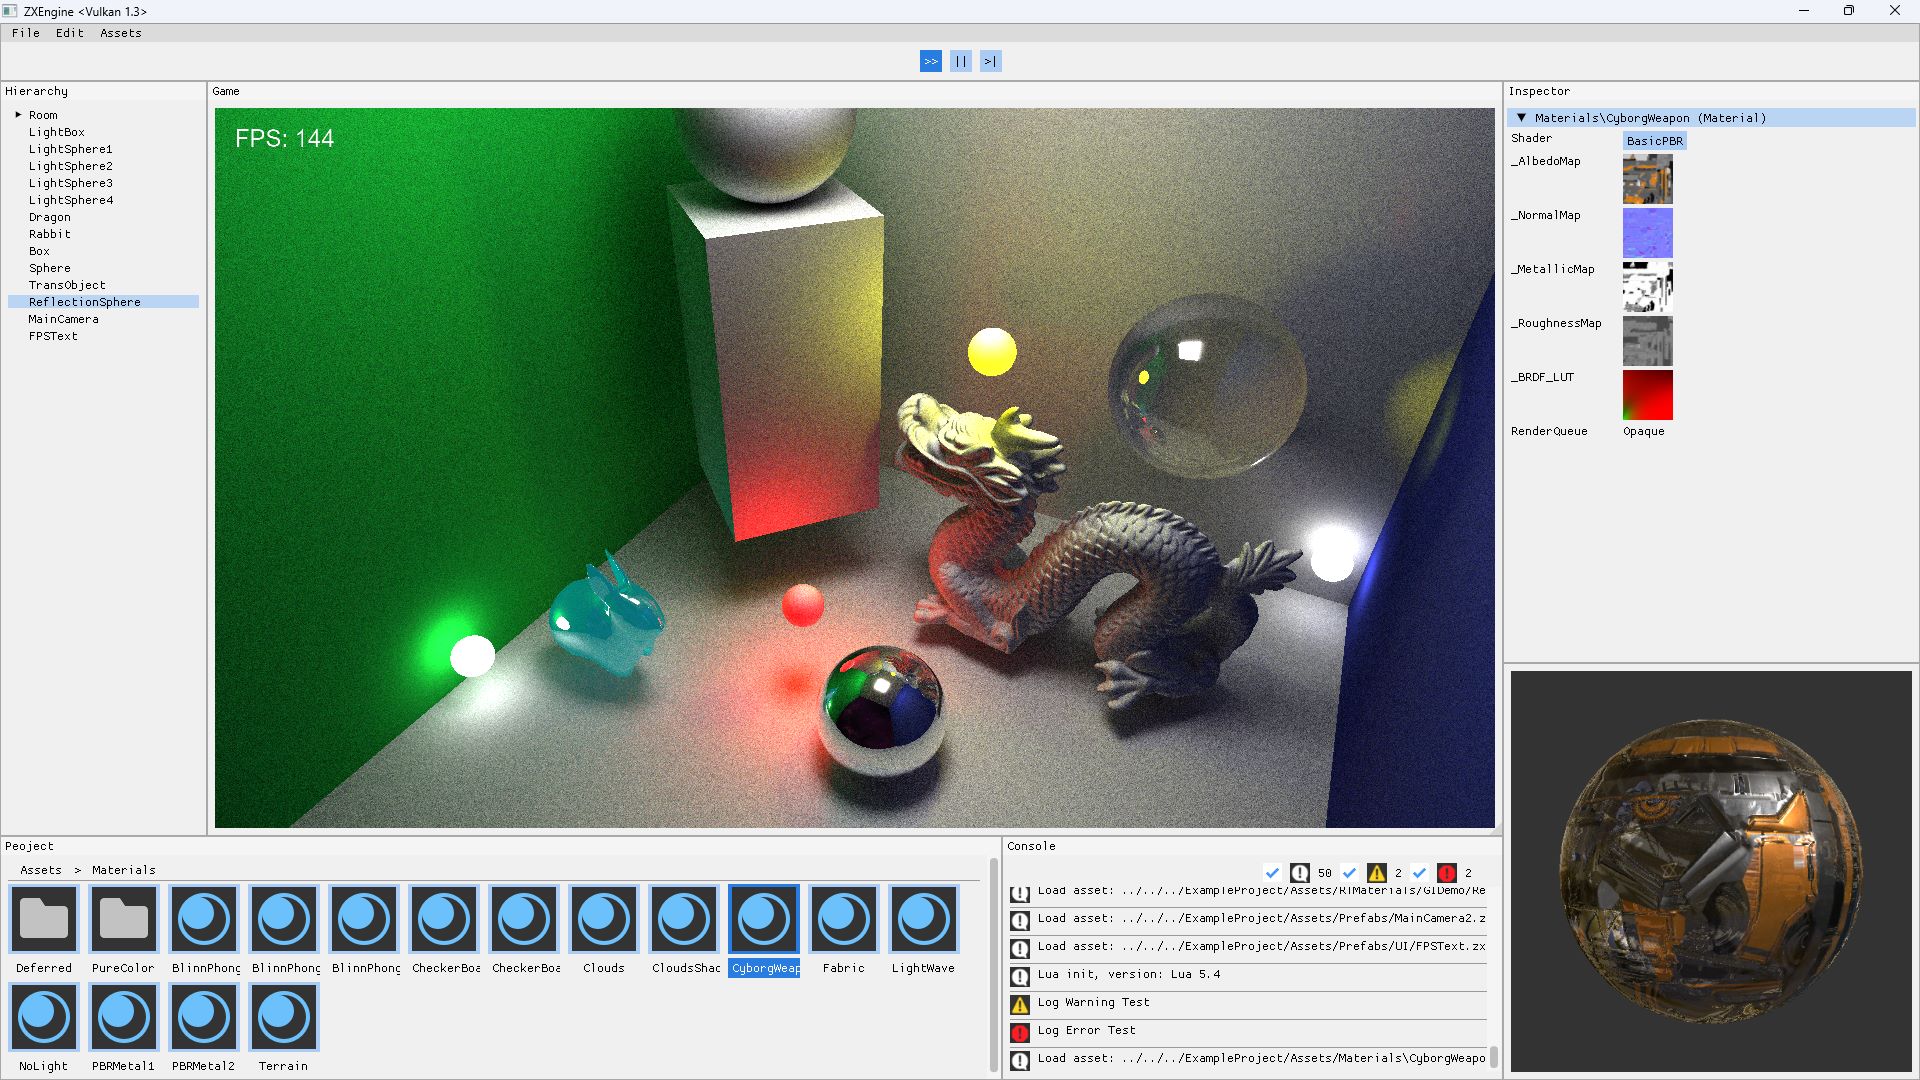 ZXEngine <Vulkan 1.3>
File Edit Assets
>> || >|
Hierarchy
Room
LightBox
LightSphere1
LightSphere2
LightSphere3
LightSphere4
Dragon
Rabbit
Box
Sphere
TransObject
ReflectionSphere
MainCamera
FPSText
Game
FPS: 144
Inspector
Materials\CyborgWeapon (Material)
Shader BasicPBR
_AlbedoMap
_NormalMap
_MetallicMap
_RoughnessMap
_BRDF_LUT
RenderQueue Opaque
Peoject
Assets > Materials
Deferred PureColor BlinnPhong BlinnPhong BlinnPhong CheckerBoa CheckerBoa Clouds CloudsShad CyborgWeap Fabric LightWave
NoLight PBRMetal1 PBRMetal2 Terrain
Console
50 2 2
Load asset: ../../../ExampleProject/Assets/RTMaterials/GIDemo/Re
Load asset: ../../../ExampleProject/Assets/Prefabs/MainCamera2.z
Load asset: ../../../ExampleProject/Assets/Prefabs/UI/FPSText.zx
Lua init, version: Lua 5.4
Log Warning Test
Log Error Test
Load asset: ../../../ExampleProject/Assets/Materials\CyborgWeapo